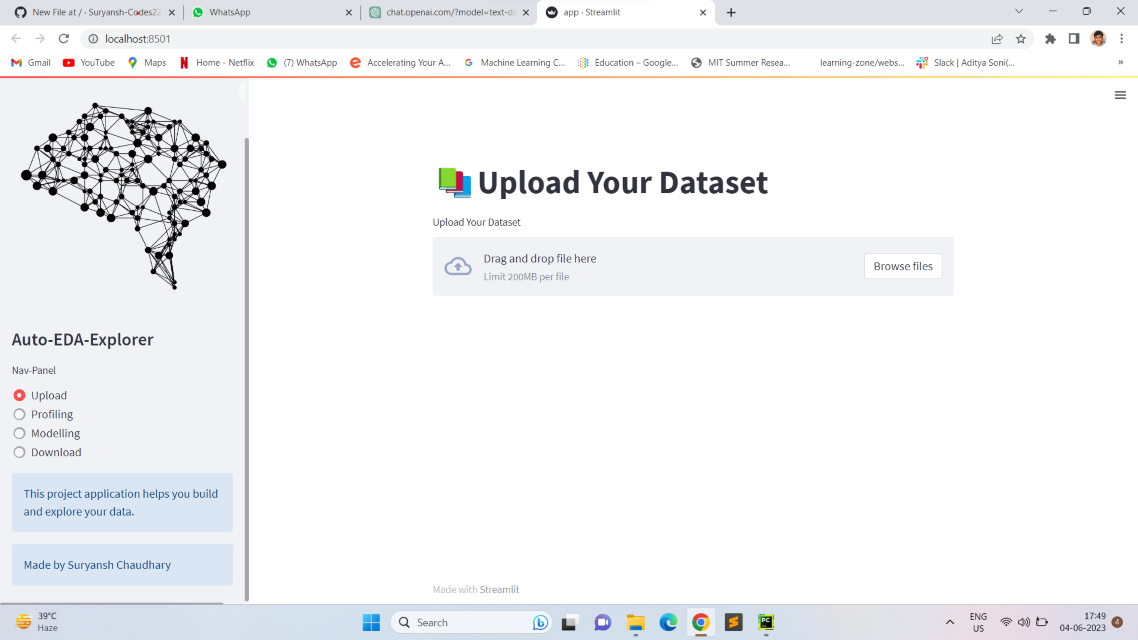 New File at / · Suryansh-Codes22
WhatsApp
chat.openai.com/?model=text-da
app · Streamlit
localhost:8501
Gmail
YouTube
Maps
Home - Netflix
(7) WhatsApp
Accelerating Your A...
Machine Learning C...
Education – Google...
MIT Summer Resea...
learning-zone/webs...
Slack | Aditya Soni(...
»
Auto-EDA-Explorer
Nav-Panel
Upload
Profiling
Modelling
Download
This project application helps you build
and explore your data.
Made by Suryansh Chaudhary
Upload Your Dataset
Upload Your Dataset
Drag and drop file here
Limit 200MB per file
Browse files
Made with Streamlit
39°C
Haze
Search
PC
ENG
US
17:49
04-06-2023
4